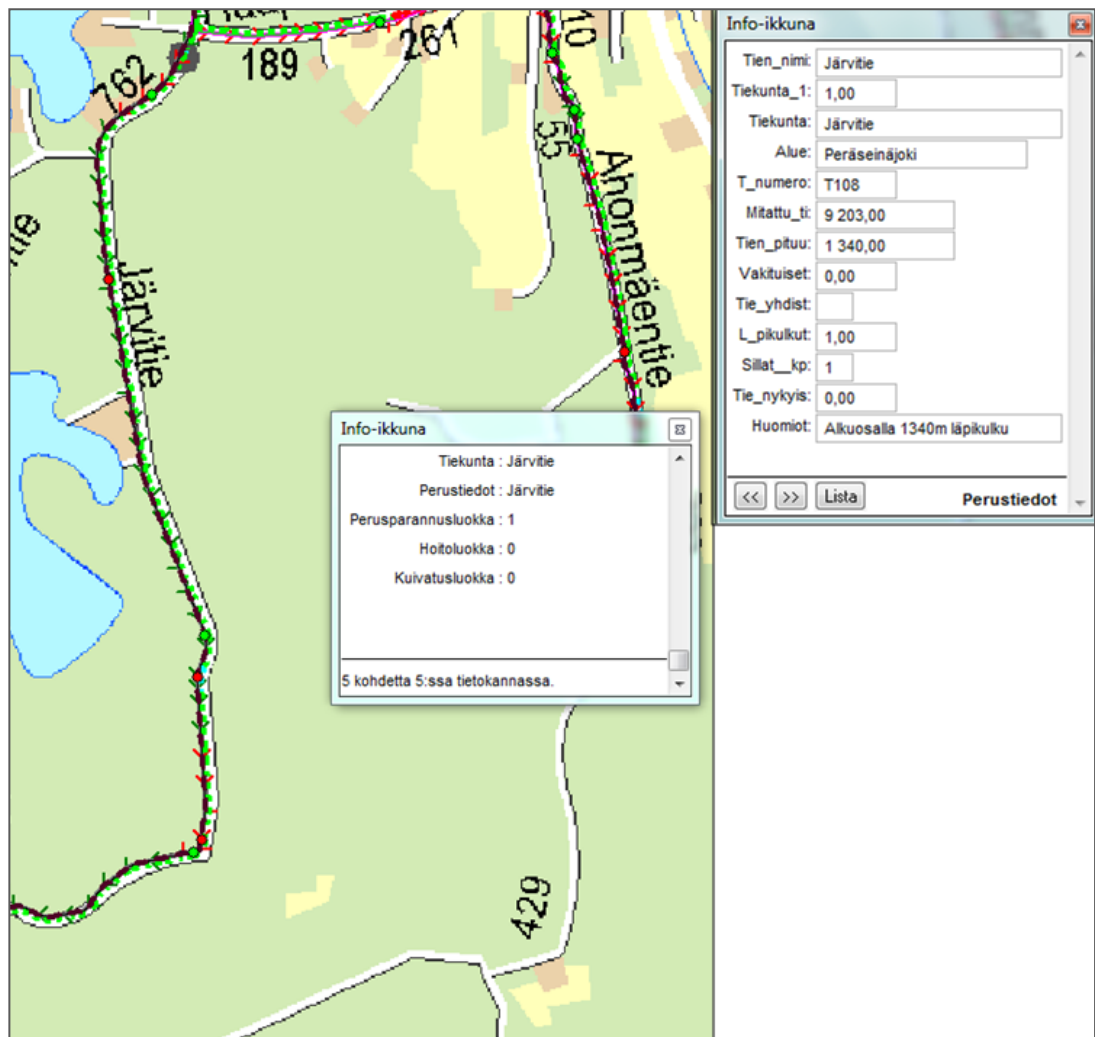 189
261
762
10
55
Ahonmäentie
Järvitie
429
Info-ikkuna
Tiekunta : Järvitie
Perustiedot : Järvitie
Perusparannusluokka : 1
Hoitoluokka : 0
Kuivatusluokka : 0
5 kohdetta 5:ssa tietokannassa.
Info-ikkuna
Tien_nimi: Järvitie
Tiekunta_1: 1,00
Tiekunta: Järvitie
Alue: Peräseinäjoki
T_numero: T108
Mitattu_ti: 9 203,00
Tien_pituu: 1 340,00
Vakituiset: 0,00
Tie_yhdist:
L_pikulkut: 1,00
Sillat__kp: 1
Tie_nykyis: 0,00
Huomiot: Alkuosalla 1340m läpikulku
<< >> Lista Perustiedot